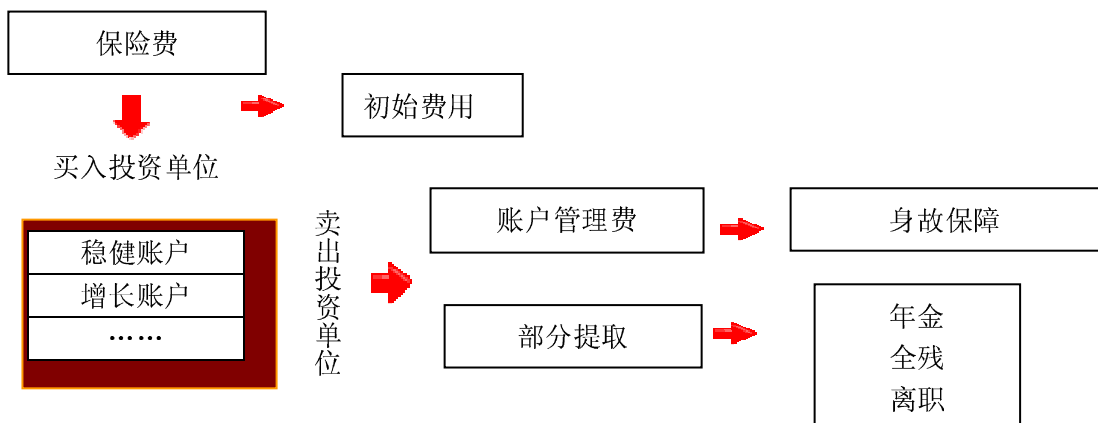 保险费
初始费用
买入投资单位
稳健账户
增长账户
……
卖出投资单位
账户管理费
身故保障
部分提取
年金
全残
离职